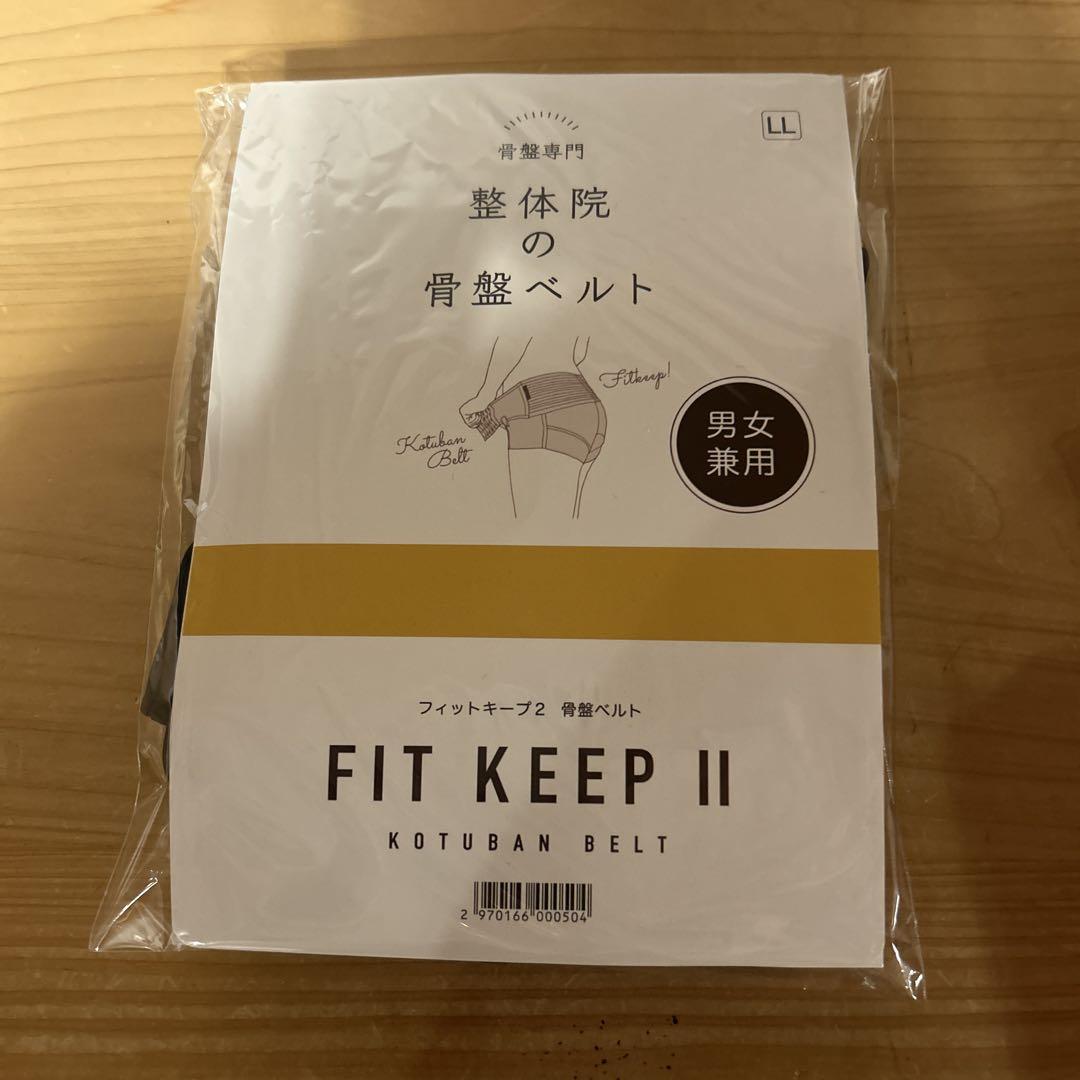 LL
骨盤専門
整体院
の
骨盤ベルト
Fitkeep!
Kotuban
Belt
男女
兼用
フィットキープ2 骨盤ベルト
FIT KEEP II
KOTUBAN BELT
2 970166 000504